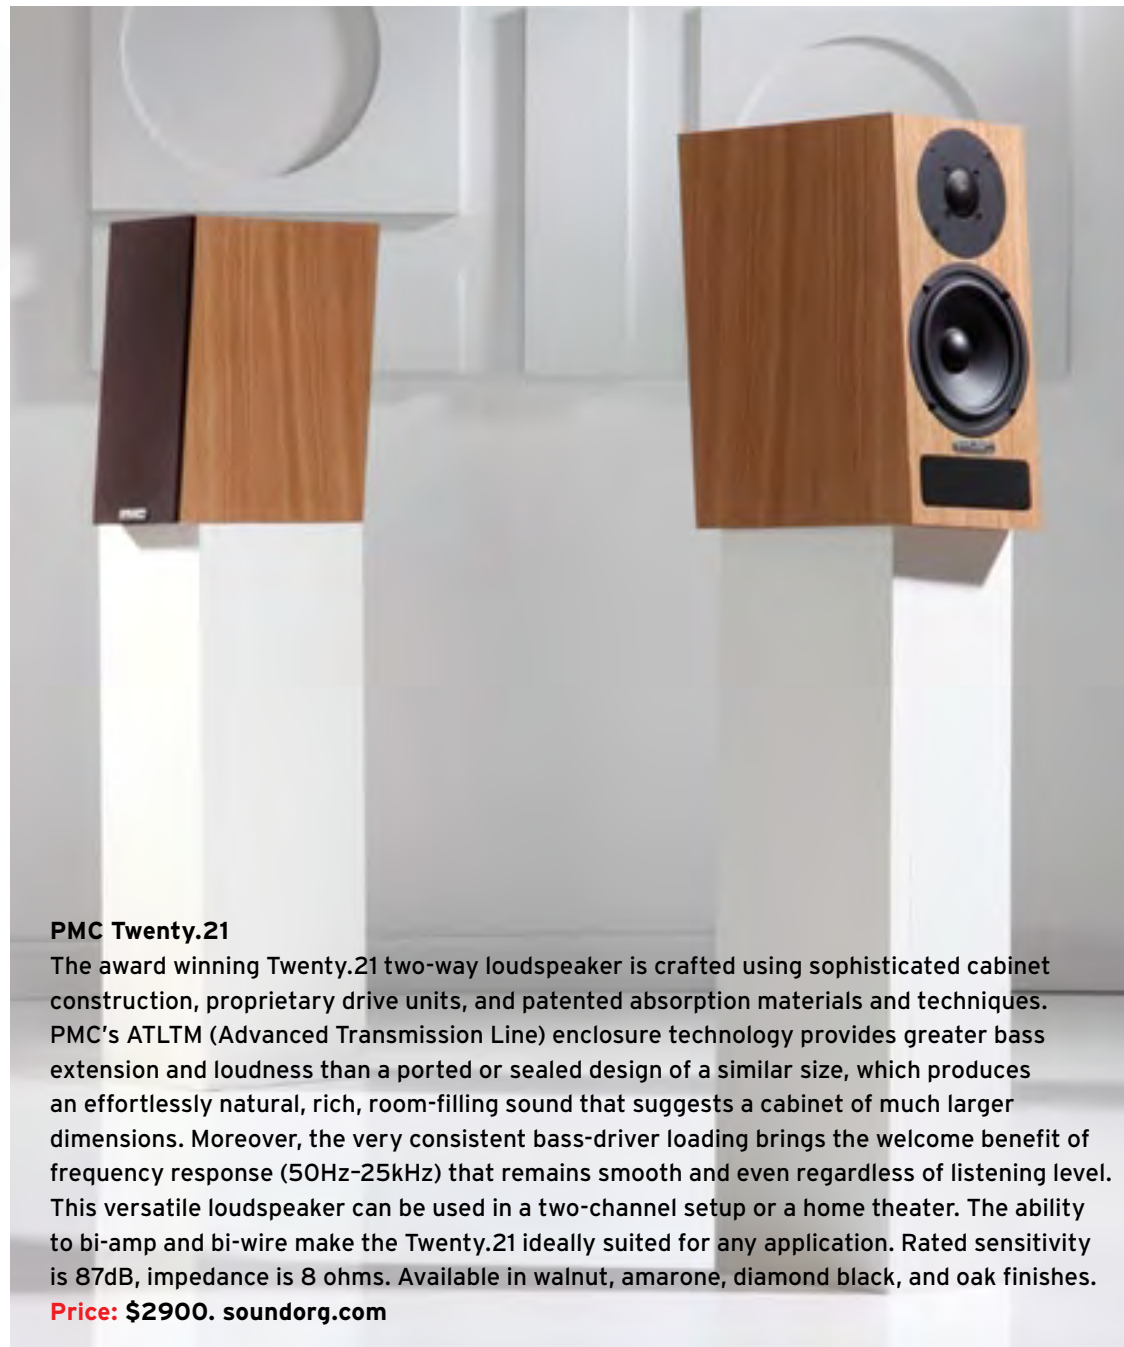 PMC
PMC Twenty.21
The award winning Twenty.21 two-way loudspeaker is crafted using sophisticated cabinet
construction, proprietary drive units, and patented absorption materials and techniques.
PMC's ATLTM (Advanced Transmission Line) enclosure technology provides greater bass
extension and loudness than a ported or sealed design of a similar size, which produces
an effortlessly natural, rich, room-filling sound that suggests a cabinet of much larger
dimensions. Moreover, the very consistent bass-driver loading brings the welcome benefit of
frequency response (50Hz–25kHz) that remains smooth and even regardless of listening level.
This versatile loudspeaker can be used in a two-channel setup or a home theater. The ability
to bi-amp and bi-wire make the Twenty.21 ideally suited for any application. Rated sensitivity
is 87dB, impedance is 8 ohms. Available in walnut, amarone, diamond black, and oak finishes.
Price: $2900. soundorg.com